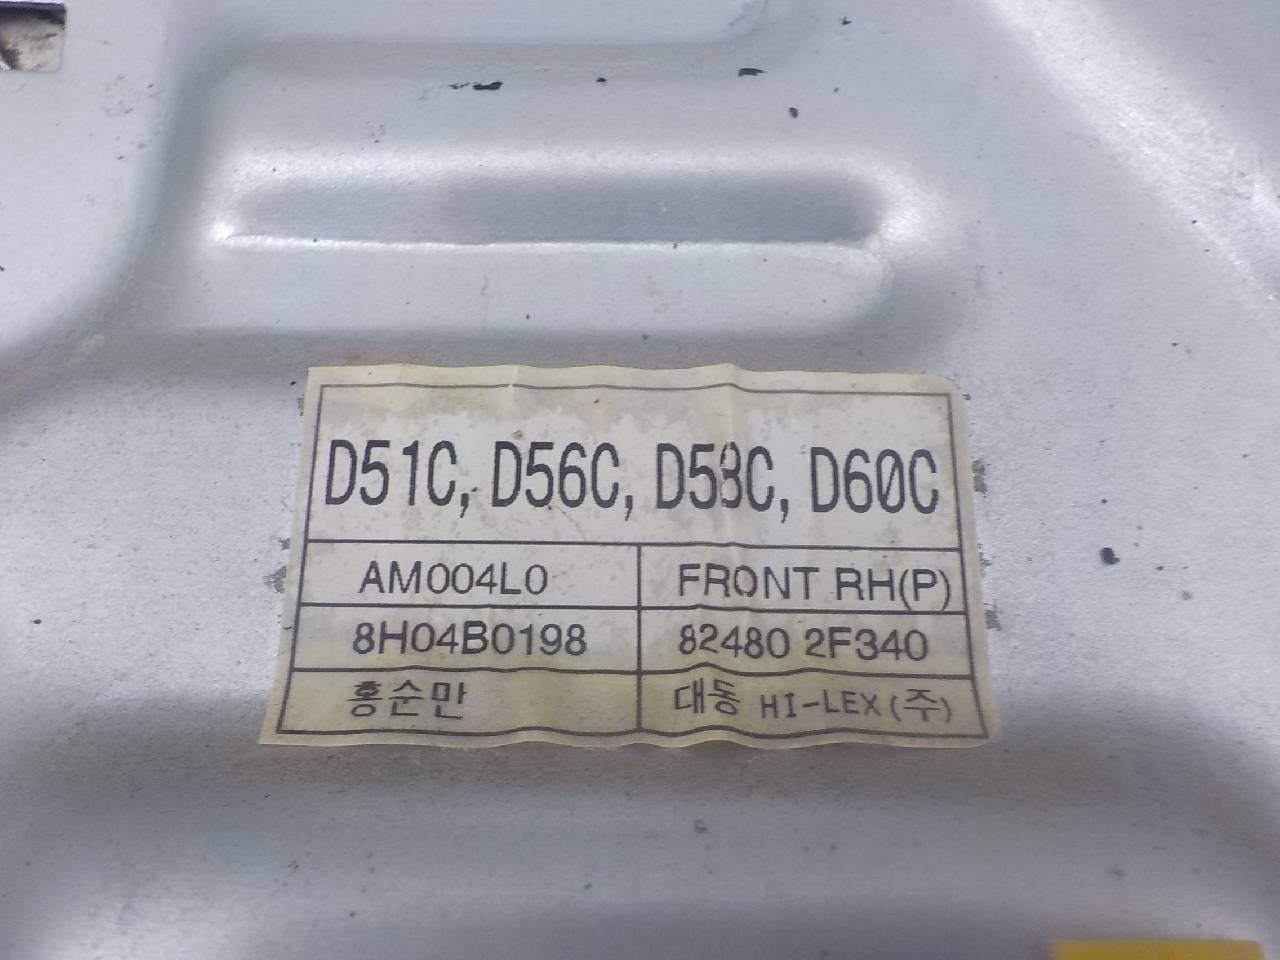 D51C, D56C, D58C, D60C
AM004L0 FRONT RH(P)
8H04B0198 82480 2F340
홍순만 대동 HI-LEX(주)